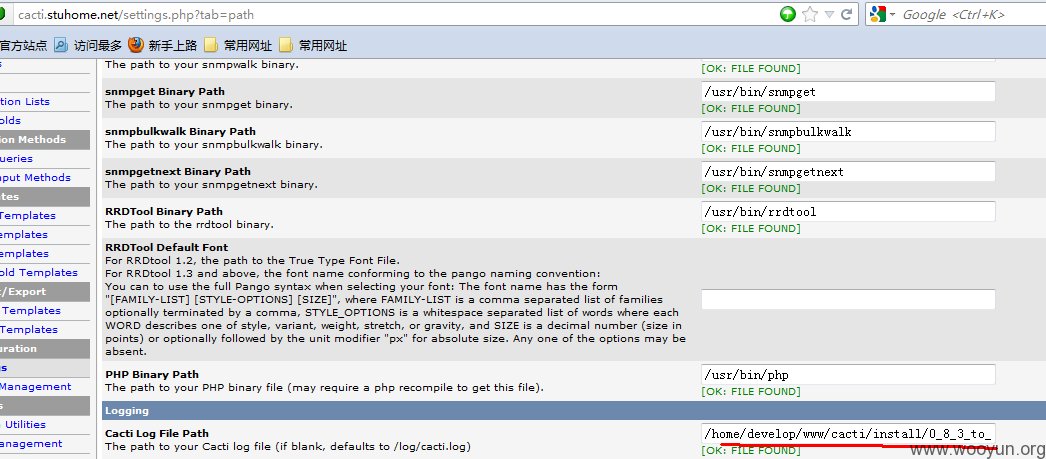 cacti.stuhome.net/settings.php?tab=path
Google <Ctrl+K>
官方站点 访问最多 新手上路 常用网址 常用网址
The path to your snmpwalk binary.
[OK: FILE FOUND]
snmpget Binary Path
The path to your snmpget binary.
/usr/bin/snmpget
[OK: FILE FOUND]
snmpbulkwalk Binary Path
The path to your snmpbulkwalk binary.
/usr/bin/snmpbulkwalk
[OK: FILE FOUND]
snmpgetnext Binary Path
The path to your snmpgetnext binary.
/usr/bin/snmpgetnext
[OK: FILE FOUND]
RRDTool Binary Path
The path to the rrdtool binary.
/usr/bin/rrdtool
[OK: FILE FOUND]
RRDTool Default Font
For RRDtool 1.2, the path to the True Type Font File.
For RRDtool 1.3 and above, the font name conforming to the pango naming convention:
You can to use the full Pango syntax when selecting your font: The font name has the form
"[FAMILY-LIST] [STYLE-OPTIONS] [SIZE]", where FAMILY-LIST is a comma separated list of families
optionally terminated by a comma, STYLE_OPTIONS is a whitespace separated list of words where each
WORD describes one of style, variant, weight, stretch, or gravity, and SIZE is a decimal number (size in
points) or optionally followed by the unit modifier "px" for absolute size. Any one of the options may be
absent.
PHP Binary Path
The path to your PHP binary file (may require a php recompile to get this file).
/usr/bin/php
[OK: FILE FOUND]
Logging
Cacti Log File Path
The path to your Cacti log file (if blank, defaults to /log/cacti.log)
/home/develop/www/cacti/install/0_8_3_to_
[OK: FILE FOUND]
tion Lists
olds
ion Methods
ueries
nput Methods
tes
Templates
emplates
emplates
old Templates
t/Export
Templates
Templates
uration
gs
Management
s
Utilities
anagement
www.wooyun.org